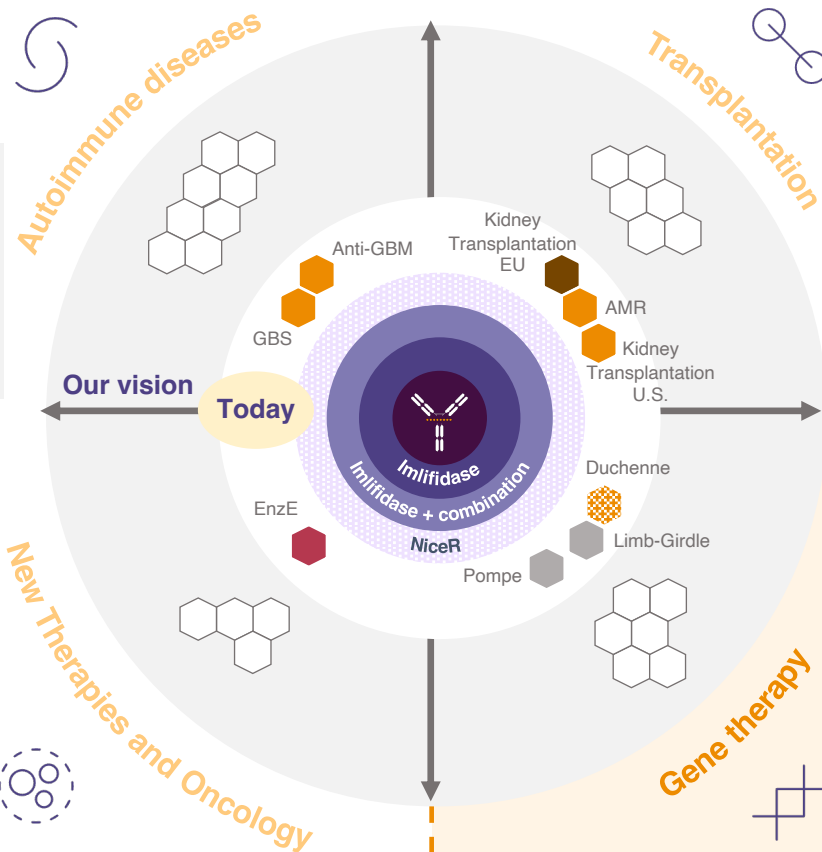 Autoimmune diseases
Transplantation
Kidney
Transplantation
EU
Anti-GBM
AMR
GBS
Kidney
Transplantation
U.S.
Our vision
Today
Imlifidase
Imlifidase + combination
NiceR
Duchenne
EnzE
Limb-Girdle
Pompe
New Therapies and Oncology
Gene therapy